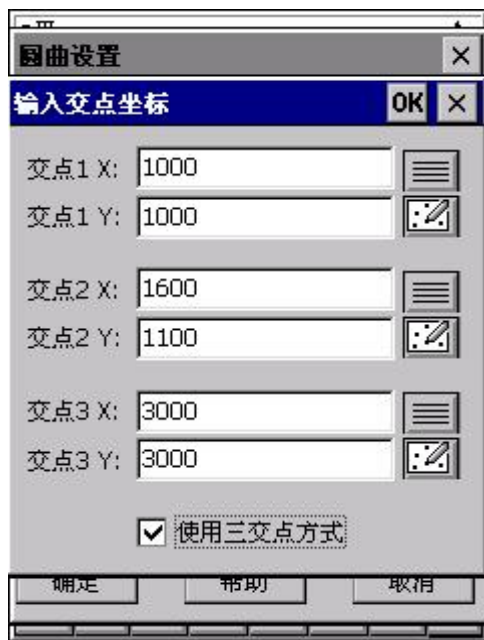 圆曲设置
输入交点坐标 OK
交点1 X: 1000
交点1 Y: 1000
交点2 X: 1600
交点2 Y: 1100
交点3 X: 3000
交点3 Y: 3000
使用三交点方式
确定 帮助 取消